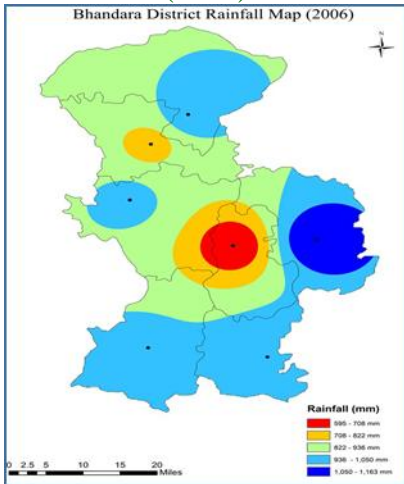 Bhandara District Rainfall Map (2006)
N
Rainfall (mm)
595 - 708 mm
708 - 822 mm
822 - 936 mm
936 - 1,050 mm
1,050 - 1,163 mm
0 2.5 5 10 15 20
Miles